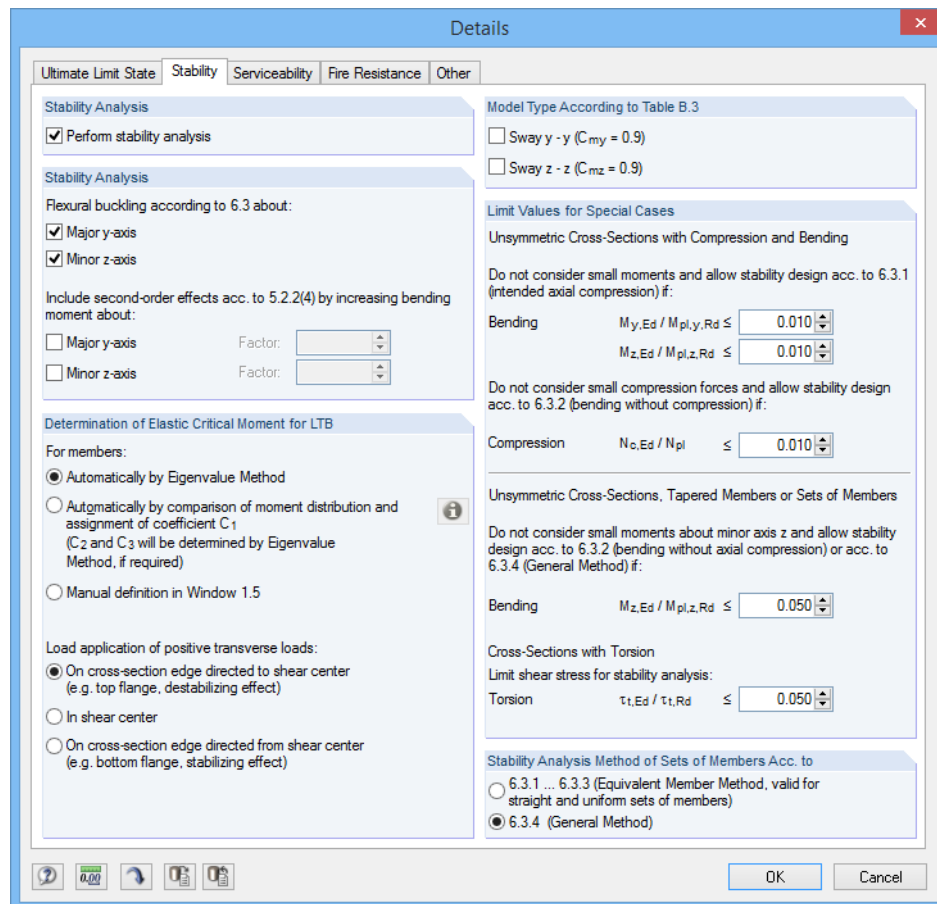 Details
Ultimate Limit State Stability Serviceability Fire Resistance Other
Stability Analysis
Perform stability analysis
Stability Analysis
Flexural buckling according to 6.3 about:
Major y-axis
Minor z-axis
Include second-order effects acc. to 5.2.2(4) by increasing bending
moment about:
Major y-axis Factor:
Minor z-axis Factor:
Determination of Elastic Critical Moment for LTB
For members:
Automatically by Eigenvalue Method
Automatically by comparison of moment distribution and
assignment of coefficient C1
(C2 and C3 will be determined by Eigenvalue
Method, if required)
Manual definition in Window 1.5
Load application of positive transverse loads:
On cross-section edge directed to shear center
(e.g. top flange, destabilizing effect)
In shear center
On cross-section edge directed from shear center
(e.g. bottom flange, stabilizing effect)
Model Type According to Table B.3
Sway y - y (Cmy = 0.9)
Sway z - z (Cmz = 0.9)
Limit Values for Special Cases
Unsymmetric Cross-Sections with Compression and Bending
Do not consider small moments and allow stability design acc. to 6.3.1
(intended axial compression) if:
Bending My,Ed / Mpl,y,Rd ≤ 0.010
Mz,Ed / Mpl,z,Rd ≤ 0.010
Do not consider small compression forces and allow stability design
acc. to 6.3.2 (bending without compression) if:
Compression Nc,Ed / Npl ≤ 0.010
Unsymmetric Cross-Sections, Tapered Members or Sets of Members
Do not consider small moments about minor axis z and allow stability
design acc. to 6.3.2 (bending without axial compression) or acc. to
6.3.4 (General Method) if:
Bending Mz,Ed / Mpl,z,Rd ≤ 0.050
Cross-Sections with Torsion
Limit shear stress for stability analysis:
Torsion τt,Ed / τt,Rd ≤ 0.050
Stability Analysis Method of Sets of Members Acc. to
6.3.1 ... 6.3.3 (Equivalent Member Method, valid for
straight and uniform sets of members)
6.3.4 (General Method)
0.00
OK Cancel